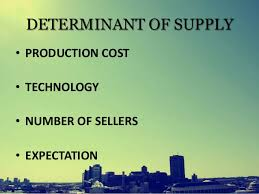 DETERMINANT OF SUPPLY
• PRODUCTION COST
• TECHNOLOGY
• NUMBER OF SELLERS
• EXPECTATION